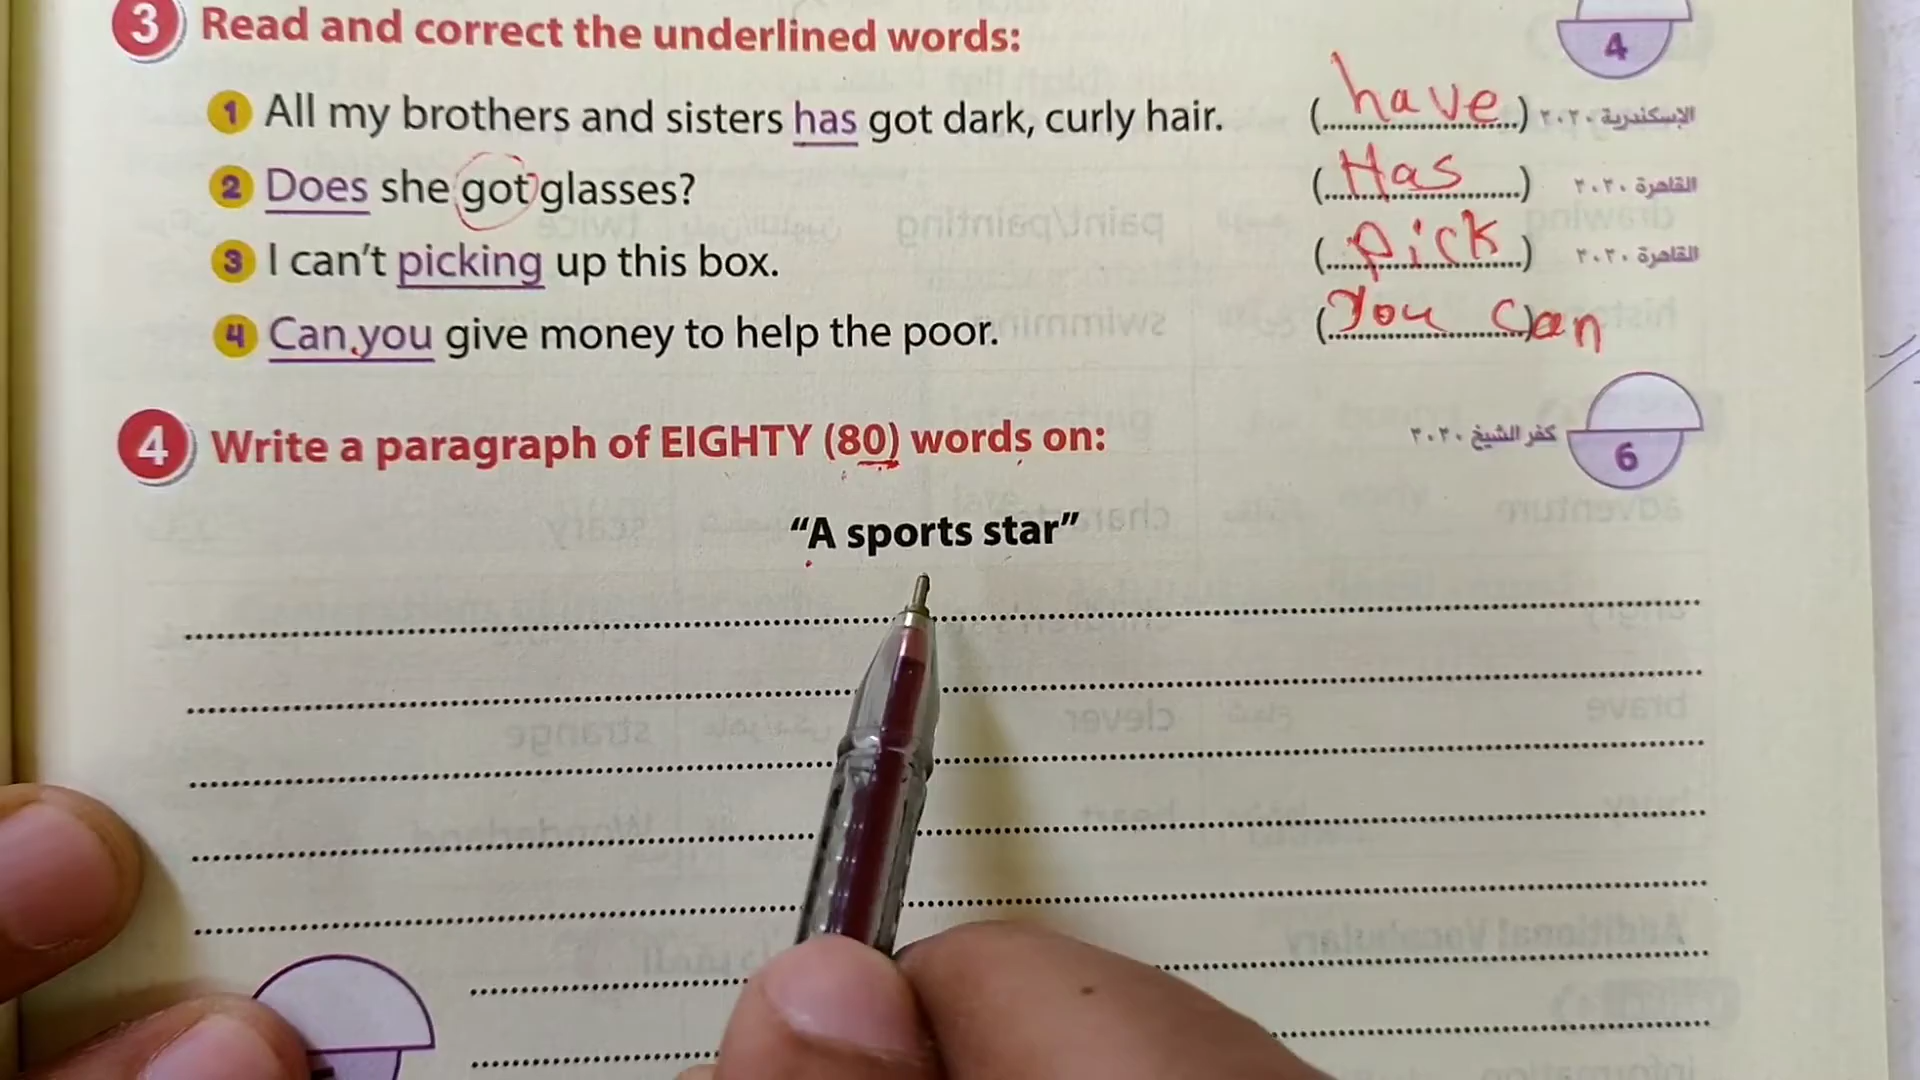 3 Read and correct the underlined words:
4
1 All my brothers and sisters has got dark, curly hair. (have) الإسكندرية ٢٠٢٠
2 Does she got glasses? (Has) القاهرة ٢٠٢٠
3 I can't picking up this box. (pick) القاهرة ٢٠٢٠
4 Can you give money to help the poor. (You can)
4 Write a paragraph of EIGHTY (80) words on: كفر الشيخ ٢٠٢٠
6
"A sports star"